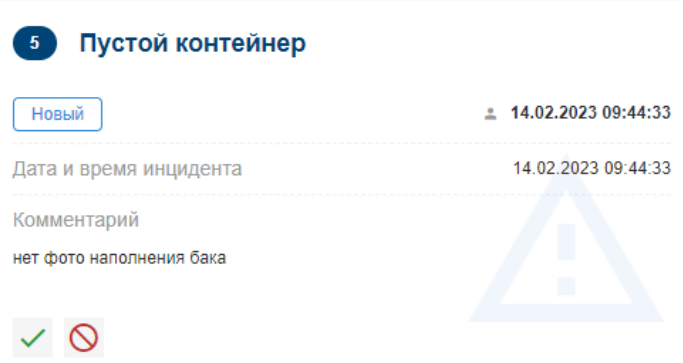 5 Пустой контейнер
Новый 14.02.2023 09:44:33
Дата и время инцидента 14.02.2023 09:44:33
Комментарий
нет фото наполнения бака